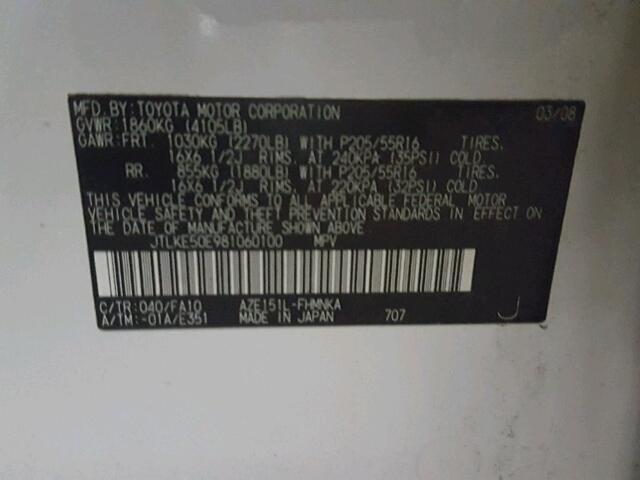 MFD. BY: TOYOTA MOTOR CORPORATION 03/08
GVWR: 1860KG (4105LB)
GAWR: FRT. 1030KG (2270LB) WITH P205/55R16 TIRES.
16X6 1/2J RIMS. AT 240KPA (35PSI) COLD
RR. 855KG (1880LB) WITH P205/55R16 TIRES.
16X6 1/2J RIMS. AT 220KPA (32PSI) COLD.
THIS VEHICLE CONFORMS TO ALL APPLICABLE FEDERAL MOTOR
VEHICLE SAFETY AND THEFT PREVENTION STANDARDS IN EFFECT ON
THE DATE OF MANUFACTURE SHOWN ABOVE.
JTLKE50E981060100 MPV
C/TR: 040/FA10 AZE151L-FHMNKA
A/TM: -01A/E351 MADE IN JAPAN 707 J